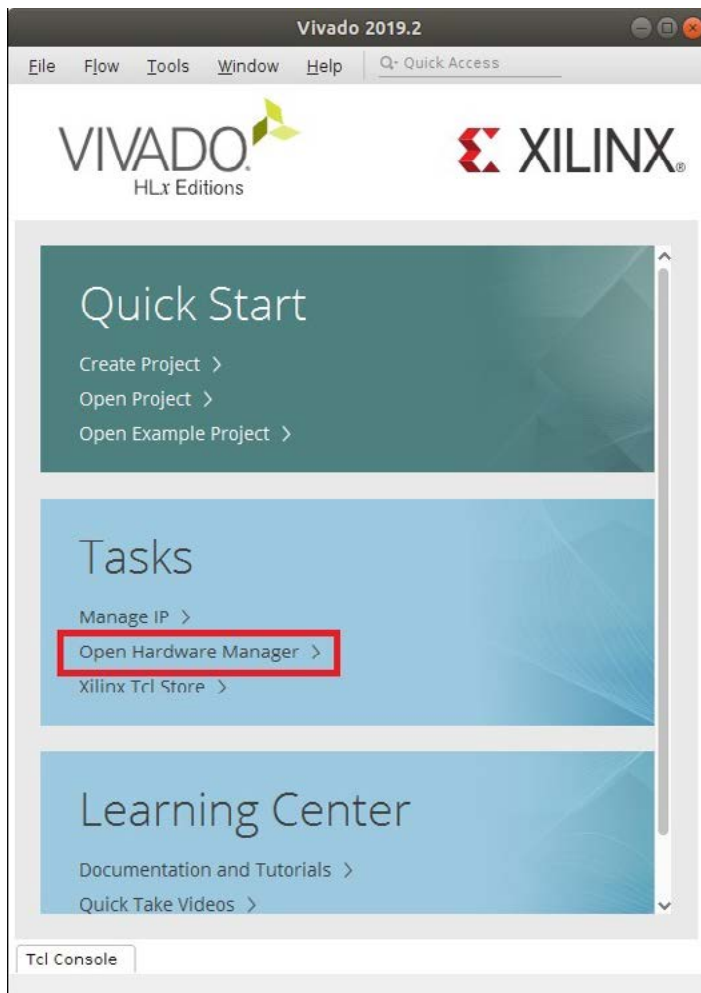 Vivado 2019.2
File Flow Tools Window Help Quick Access
VIVADO.
HLx Editions
XILINX®
Quick Start
Create Project >
Open Project >
Open Example Project >
Tasks
Manage IP >
Open Hardware Manager >
Xilinx Tcl Store >
Learning Center
Documentation and Tutorials >
Quick Take Videos >
Tcl Console